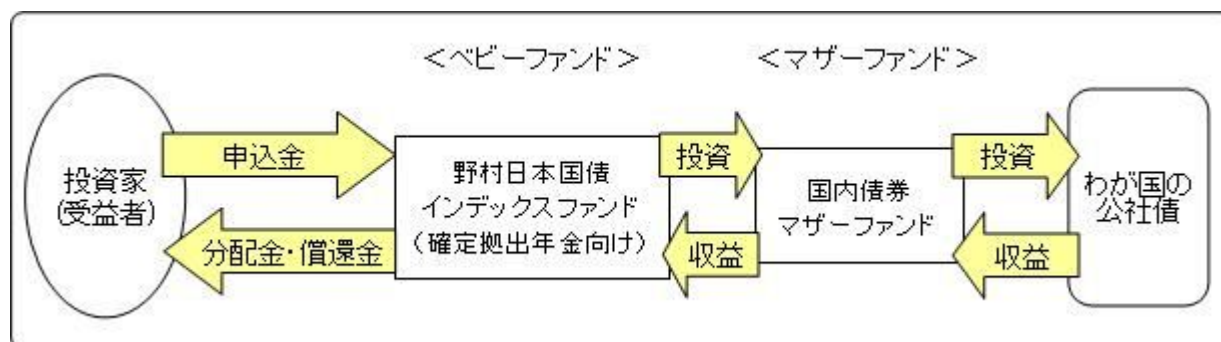 ＜ベビーファンド＞
＜マザーファンド＞
投資家
(受益者)
申込金
分配金・償還金
野村日本国債
インデックスファンド
(確定拠出年金向け)
投資
収益
国内債券
マザーファンド
投資
収益
わが国の
公社債